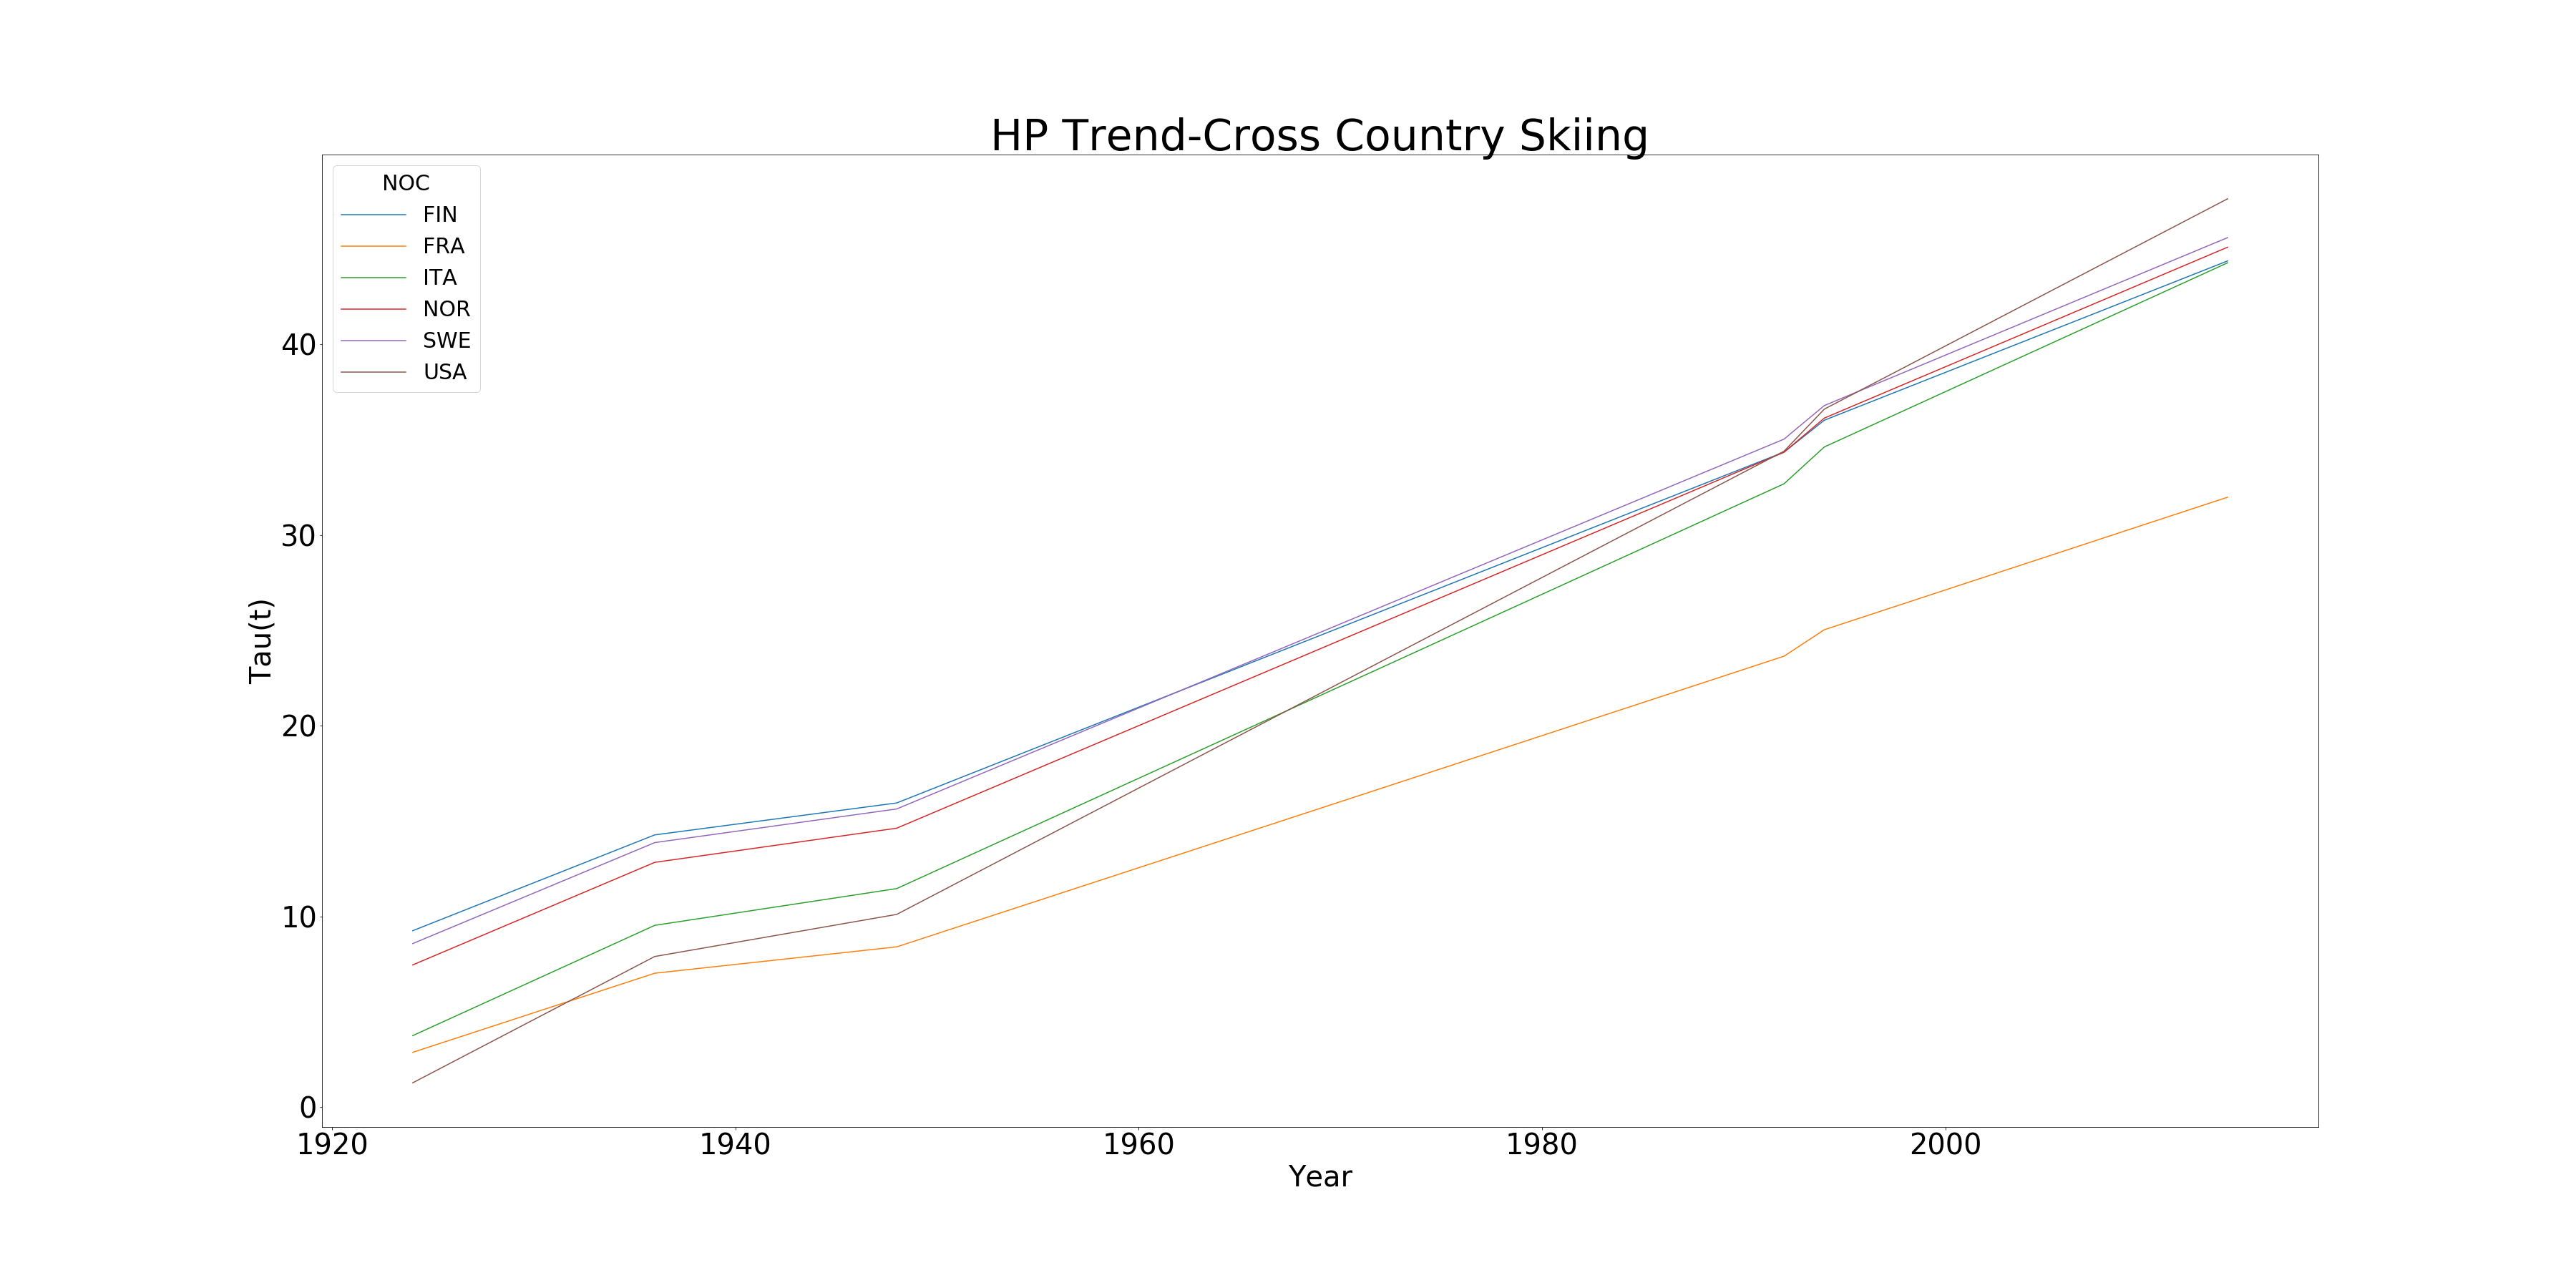 HP Trend-Cross Country Skiing
NOC
FIN
FRA
ITA
NOR
SWE
USA
40
30
20
10
0
Tau(t)
1920 1940 1960 1980 2000
Year